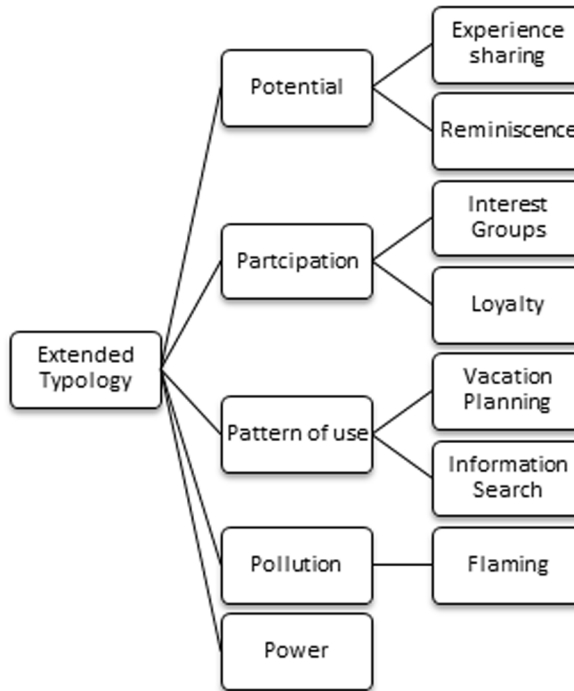 Experience
sharing
Potential
Reminiscence
Interest
Groups
Partcipation
Loyalty
Extended
Typology
Vacation
Planning
Pattern of use
Information
Search
Pollution
Flaming
Power